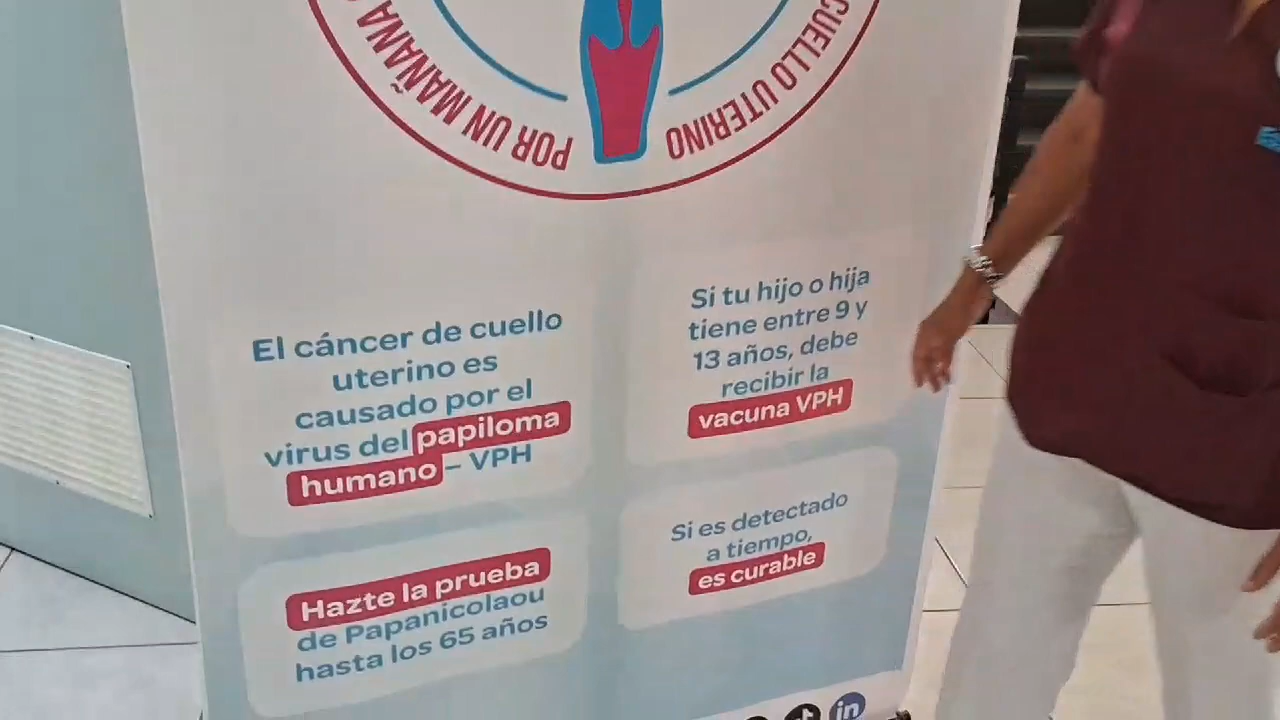 POR UN MAÑANA
CUELLO UTERINO
El cáncer de cuello
uterino es
causado por el
virus del papiloma
humano – VPH
Si tu hijo o hija
tiene entre 9 y
13 años, debe
recibir la
vacuna VPH
Hazte la prueba
de Papanicolaou
hasta los 65 años
Si es detectado
a tiempo,
es curable
in